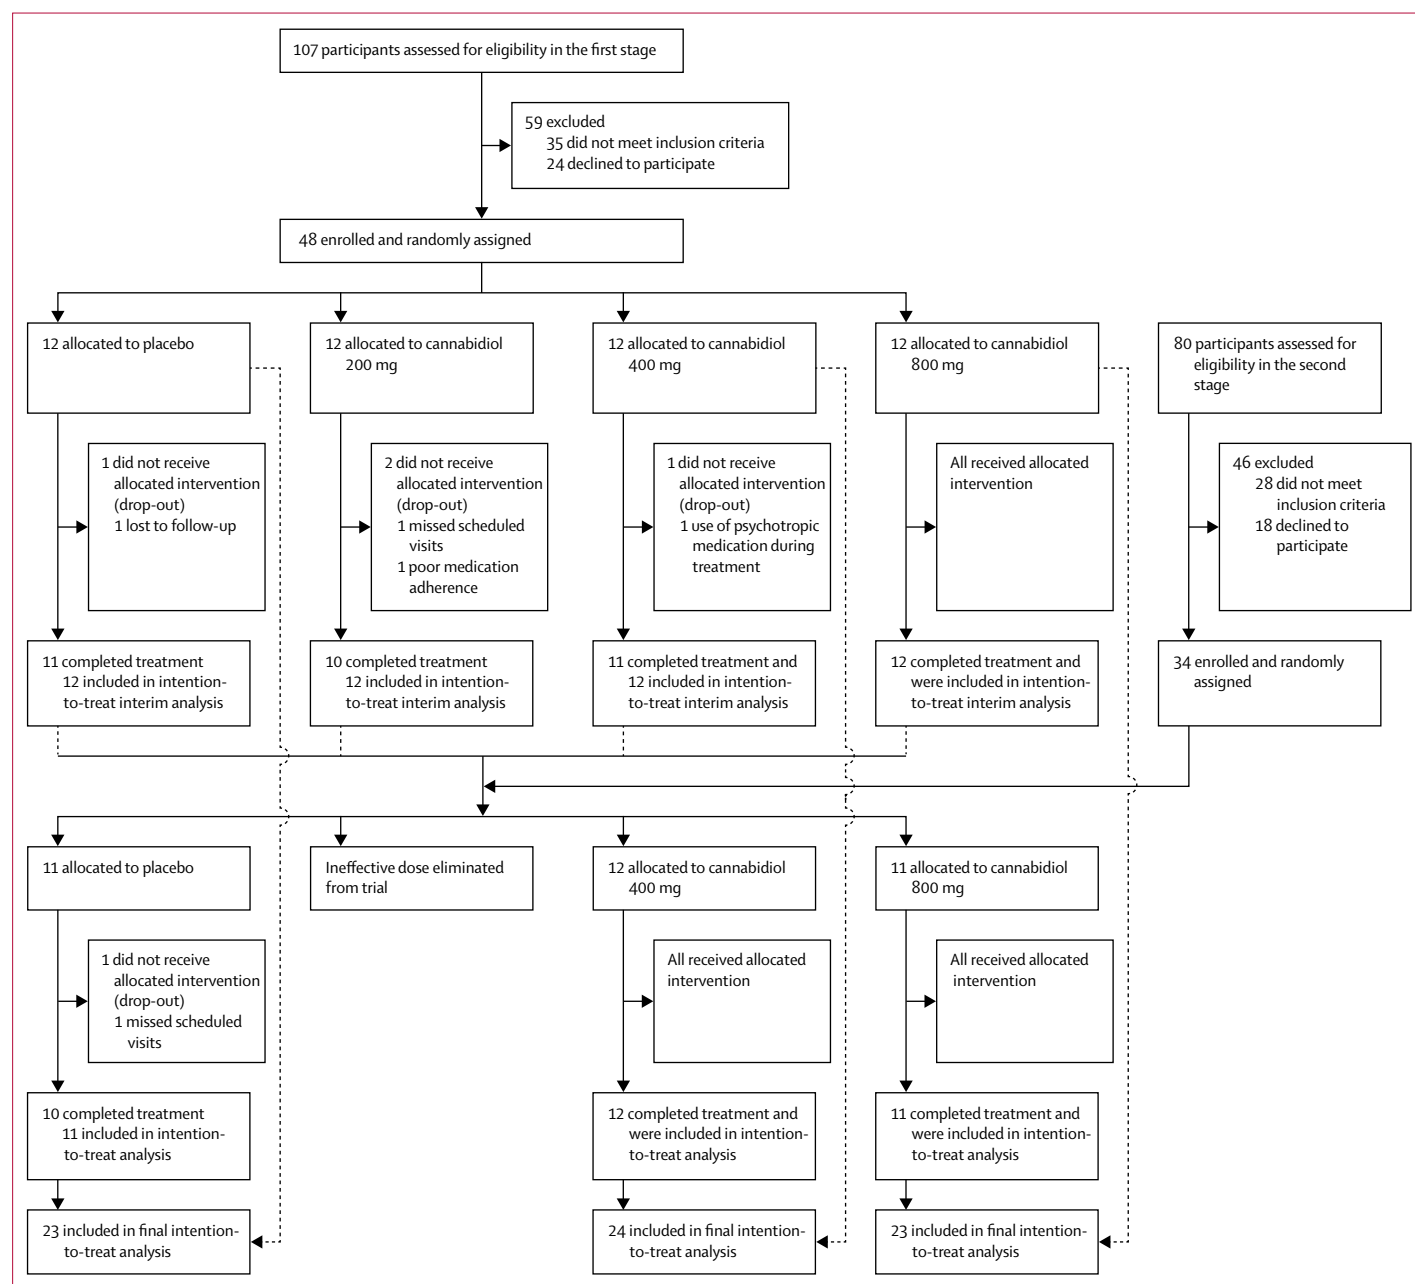 107 participants assessed for eligibility in the first stage
59 excluded
35 did not meet inclusion criteria
24 declined to participate
48 enrolled and randomly assigned
12 allocated to placebo
12 allocated to cannabidiol
200 mg
12 allocated to cannabidiol
400 mg
12 allocated to cannabidiol
800 mg
80 participants assessed for
eligibility in the second
stage
1 did not receive
allocated intervention
(drop-out)
1 lost to follow-up
2 did not receive
allocated intervention
(drop-out)
1 missed scheduled
visits
1 poor medication
adherence
1 did not receive
allocated intervention
(drop-out)
1 use of psychotropic
medication during
treatment
All received allocated
intervention
46 excluded
28 did not meet
inclusion criteria
18 declined to
participate
11 completed treatment
12 included in intention-
to-treat interim analysis
10 completed treatment
12 included in intention-
to-treat interim analysis
11 completed treatment and
12 included in intention-
to-treat interim analysis
12 completed treatment and
were included in intention-
to-treat interim analysis
34 enrolled and randomly
assigned
11 allocated to placebo
Ineffective dose eliminated
from trial
12 allocated to cannabidiol
400 mg
11 allocated to cannabidiol
800 mg
1 did not receive
allocated intervention
(drop-out)
1 missed scheduled
visits
All received allocated
intervention
All received allocated
intervention
10 completed treatment
11 included in intention-
to-treat analysis
12 completed treatment and
were included in intention-
to-treat analysis
11 completed treatment and
were included in intention-
to-treat analysis
23 included in final intention-
to-treat analysis
24 included in final intention-
to-treat analysis
23 included in final intention-
to-treat analysis